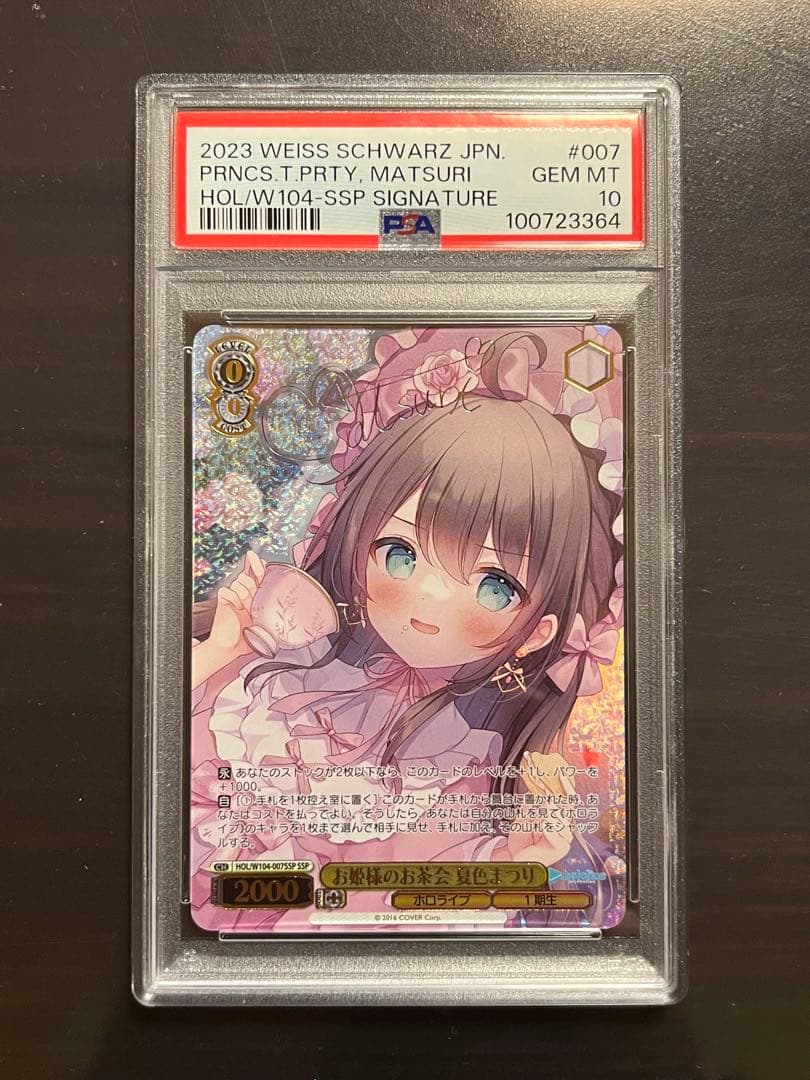 2023 WEISS SCHWARZ JPN. #007
PRNCS.T.PRTY, MATSURI GEM MT
HOL/W104-SSP SIGNATURE 10
PSA 100723364
LEVEL
0
0
COST
Matsuri
永 あなたのストックが2枚以下なら、このカードのレベルを+1し、パワーを
+1000。
自 [① 手札を1枚控え室に置く] このカードが手札から舞台に置かれた時、あ
なたはコストを払ってよい。そうしたら、あなたは自分の山札を見て《ホロラ
イブ》のキャラを1枚まで選んで相手に見せ、手札に加え、その山札をシャッフ
ルする。
CH HOL/W104-007SSP SSP
お姫様のお茶会 夏色まつり
2000
ホロライブ 1期生
hololive
© 2016 COVER Corp.